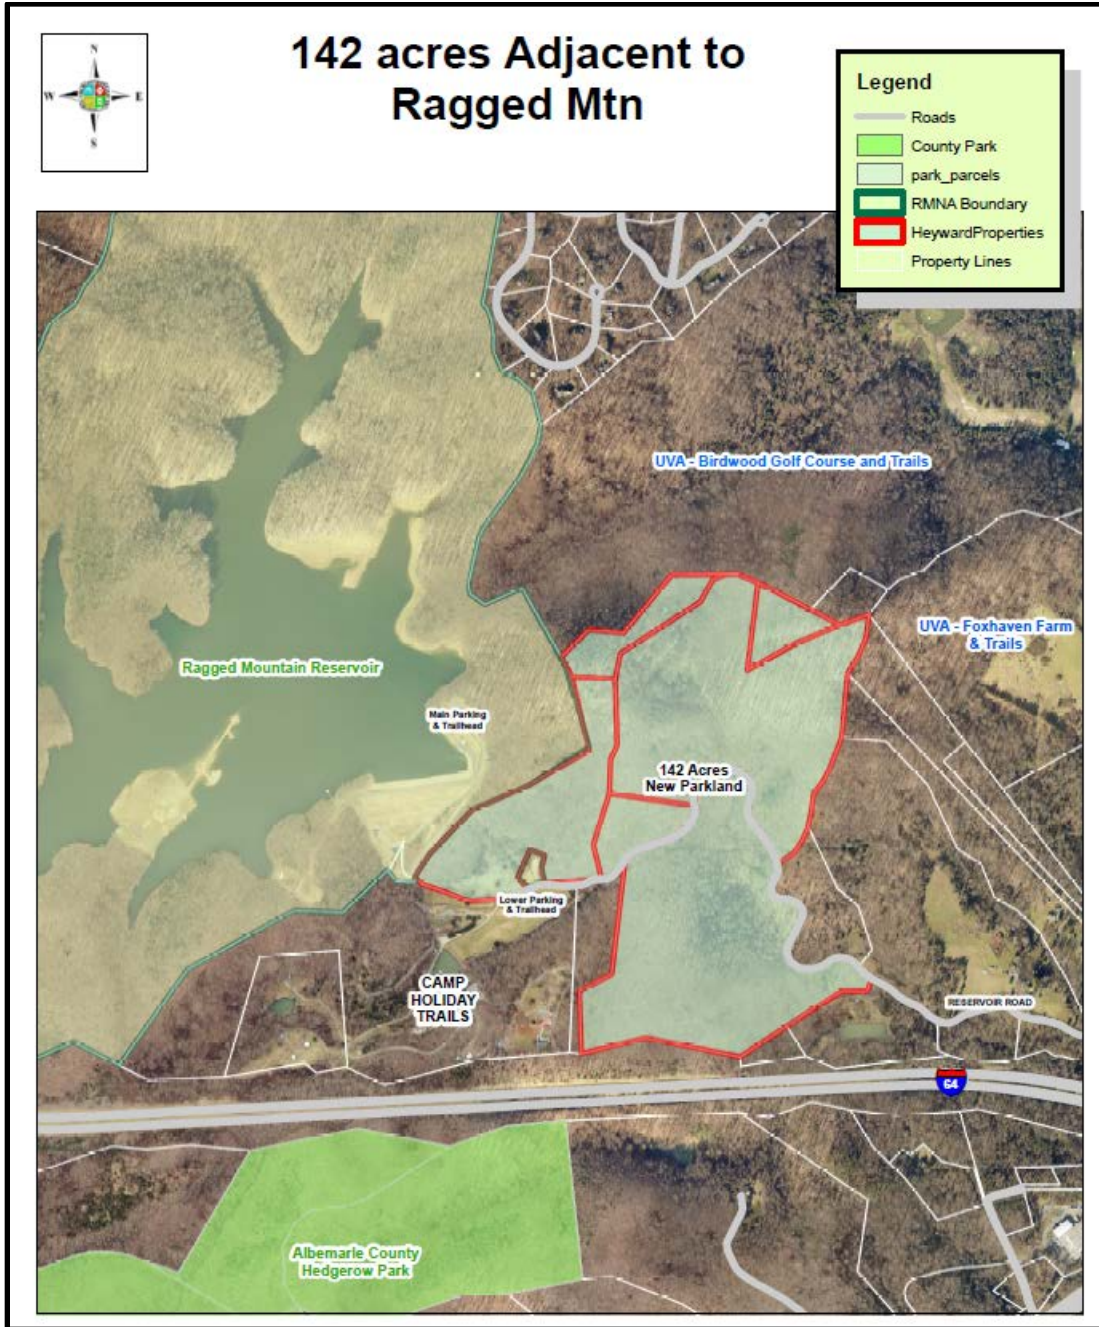 142 acres Adjacent to
Ragged Mtn
N
W
E
S
Legend
Roads
County Park
park_parcels
RMNA Boundary
HeywardProperties
Property Lines
UVA - Birdwood Golf Course and Trails
UVA - Foxhaven Farm
& Trails
Ragged Mountain Reservoir
Main Parking
& Trailhead
142 Acres
New Parkland
Lower Parking
& Trailhead
CAMP
HOLIDAY
TRAILS
RESERVOIR ROAD
64
Albemarle County
Hedgerow Park